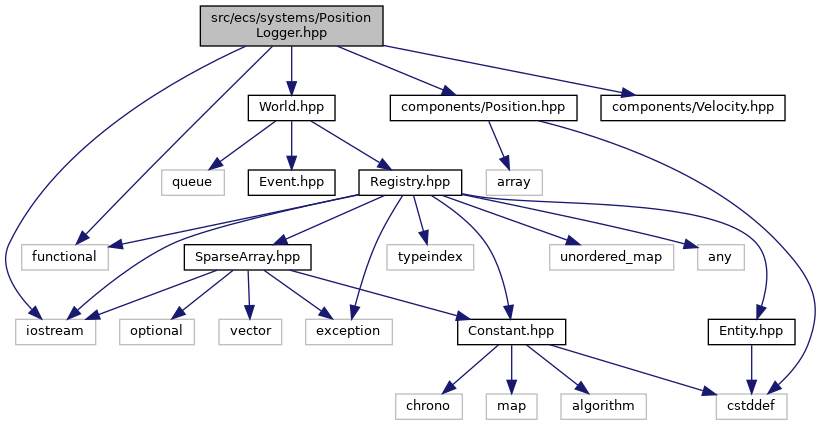 src/ecs/systems/Position
Logger.hpp
World.hpp
components/Position.hpp
components/Velocity.hpp
queue
Event.hpp
Registry.hpp
array
functional
SparseArray.hpp
typeindex
unordered_map
any
iostream
optional
vector
exception
Constant.hpp
Entity.hpp
chrono
map
algorithm
cstddef